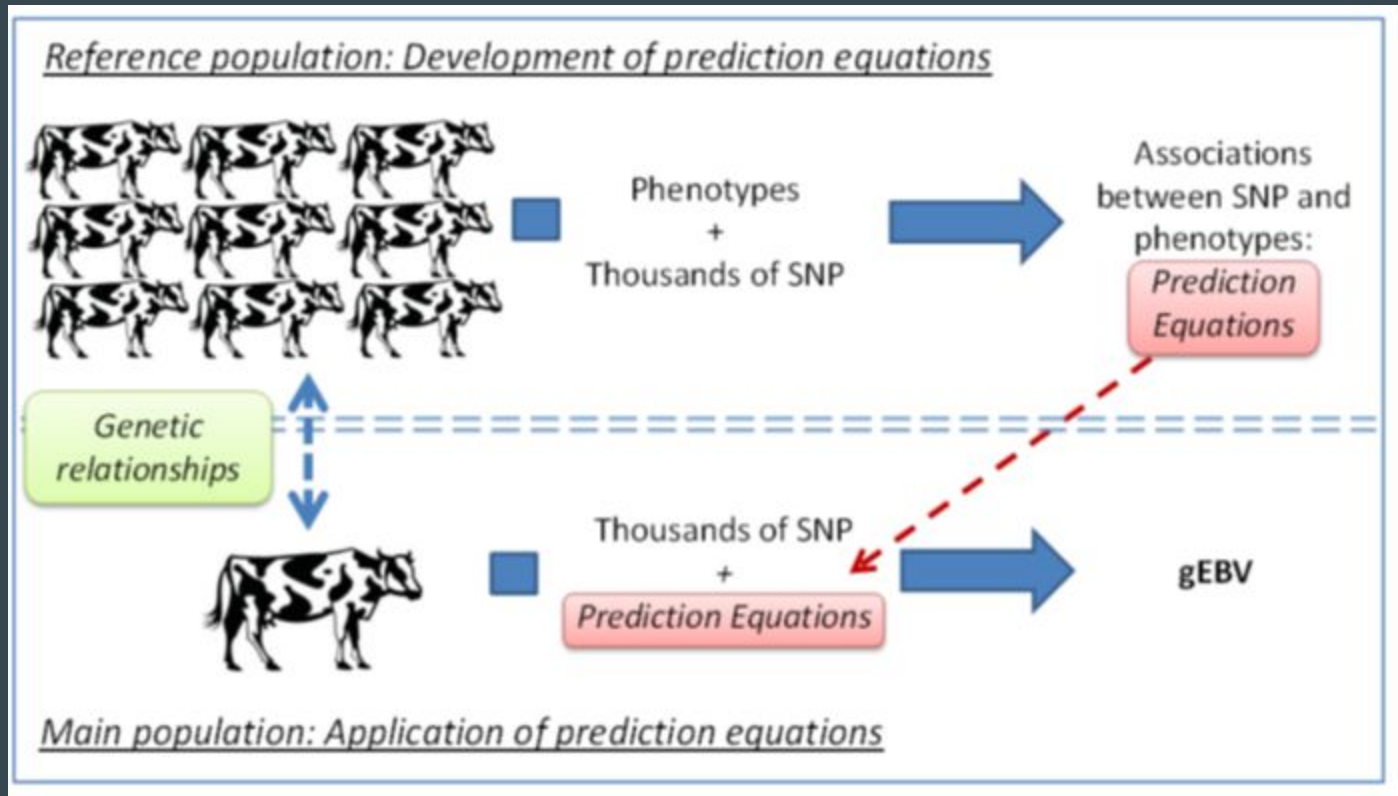 Reference population: Development of prediction equations
Phenotypes
+
Thousands of SNP
Associations
between SNP and
phenotypes:
Prediction
Equations
Genetic
relationships
Thousands of SNP
+
Prediction Equations
gEBV
Main population: Application of prediction equations